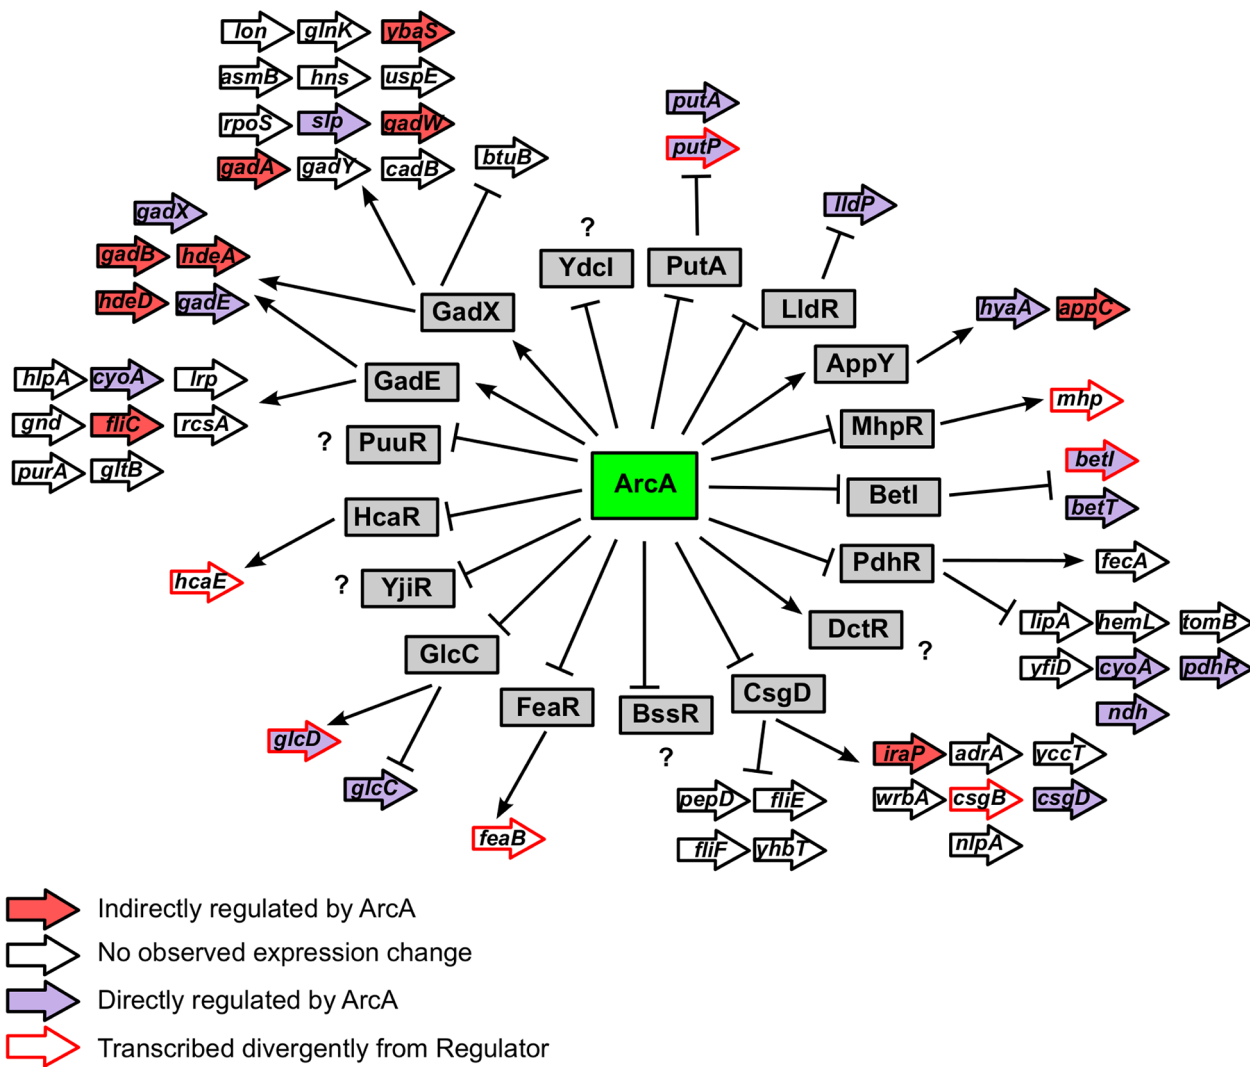 lon glnK ybaS
asmB hns uspE
rpoS slp gadW
gadA gadY cadB
btuB
putA
putP
gadX
gadB hdeA
hdeD gadE
lldP
?
YdcI
PutA
LldR
GadX
hyaA appC
AppY
hlpA cyoA lrp
gnd fliC rcsA
purA gltB
GadE
mhp
MhpR
? PuuR
betI
betT
ArcA
BetI
HcaR
hcaE
PdhR
fecA
? YjiR
DctR
?
lipA hemL tomB
yfiD cyoA pdhR
ndh
GlcC
FeaR
BssR
?
CsgD
glcD
glcC
feaB
pepD fliE
fliF yhbT
iraP adrA yccT
wrbA csgB csgD
nlpA
Indirectly regulated by ArcA
No observed expression change
Directly regulated by ArcA
Transcribed divergently from Regulator